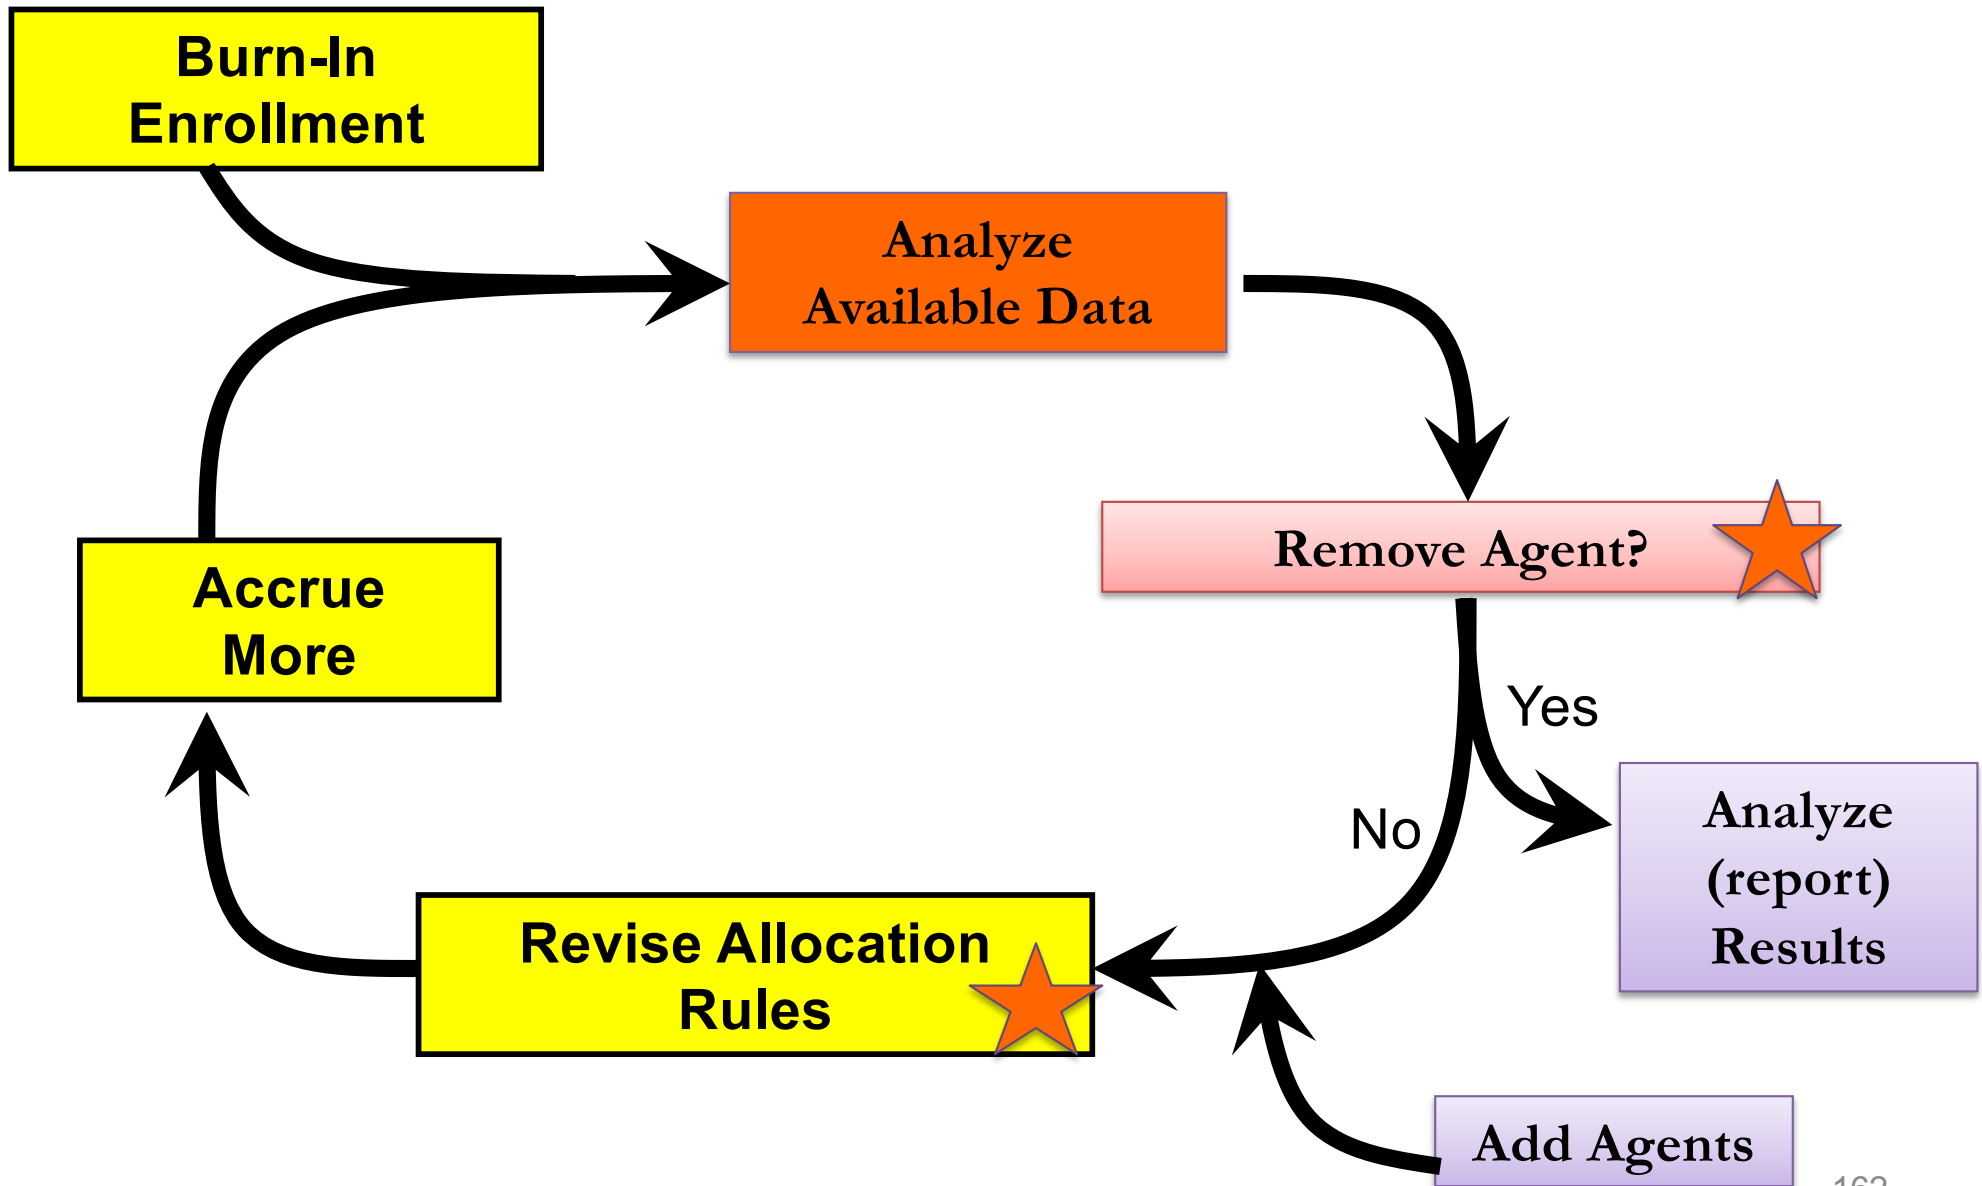 Burn-In
Enrollment
Analyze
Available Data
Remove Agent?
Accrue
More
Yes
No
Analyze
(report)
Results
Revise Allocation
Rules
Add Agents